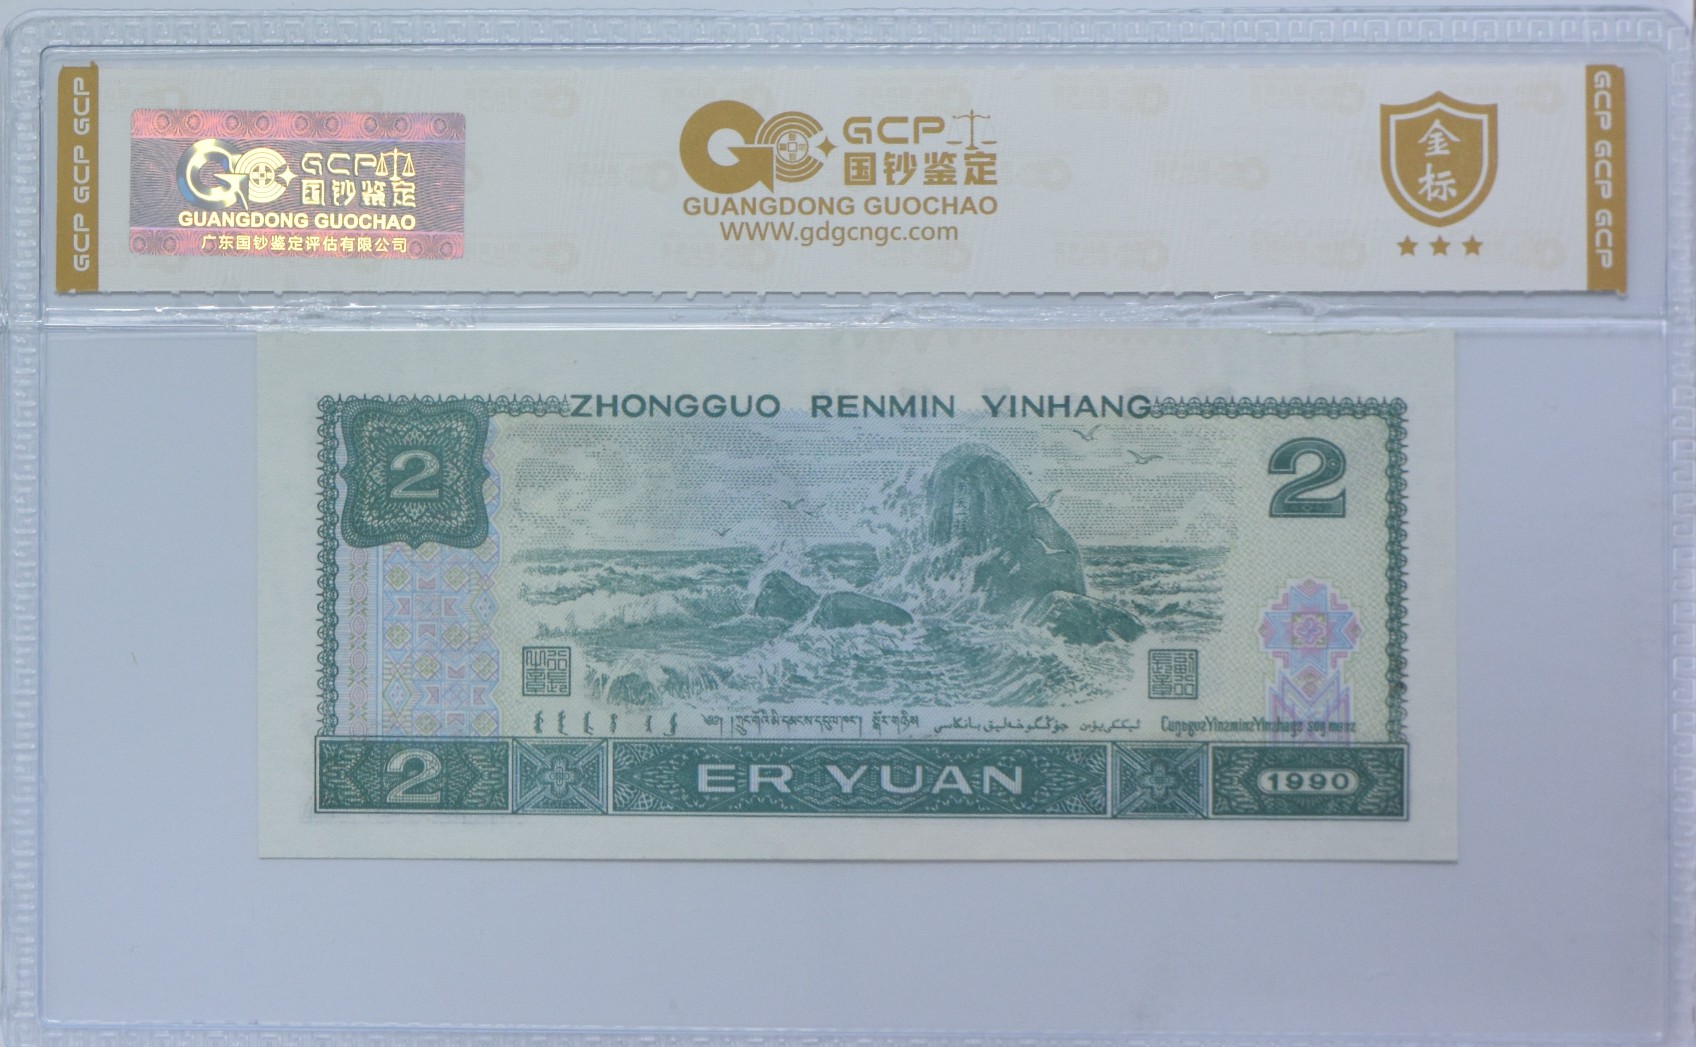 GCP GCP GCP
GCP
国钞鉴定
GUANGDONG GUOCHAO
广东国钞鉴定评估有限公司
GCP
国钞鉴定
GUANGDONG GUOCHAO
www.gdgcngc.com
金标
GCP GCP GCP
ZHONGGUO RENMIN YINHANG
2
2
2
ER YUAN
1990